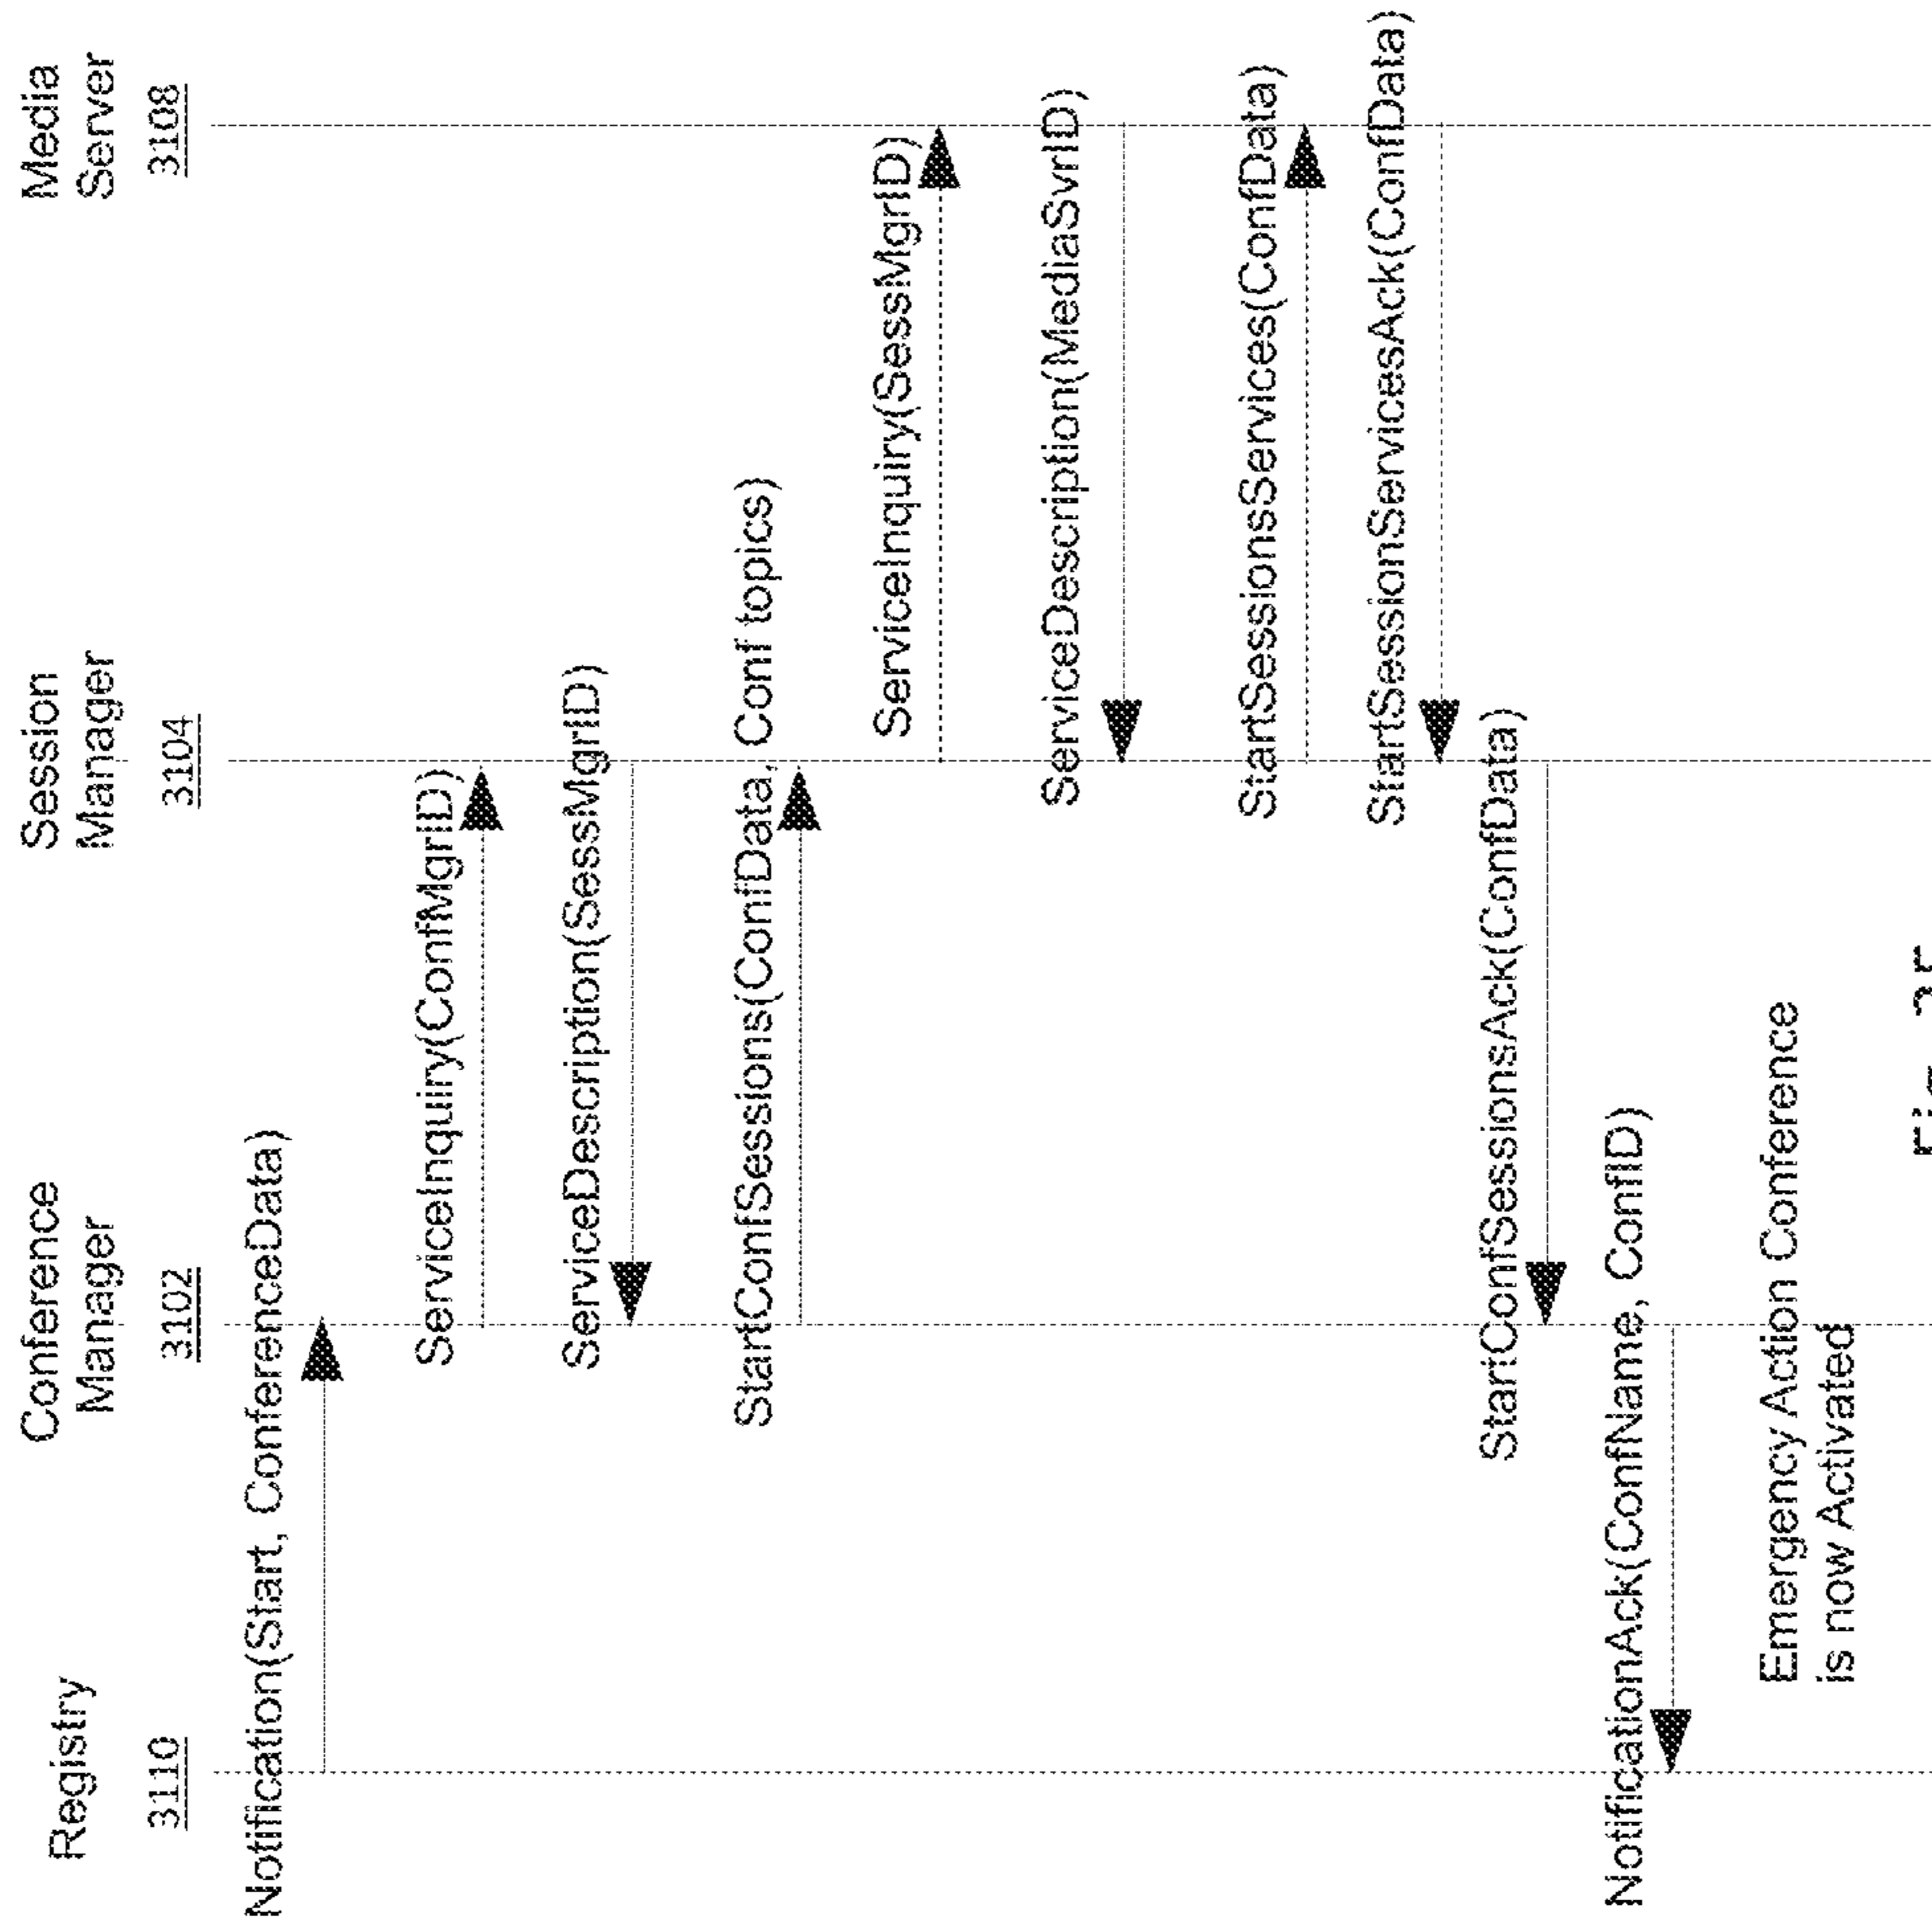 Registry
3110
Conference
Manager
3102
Session
Manager
3104
Media
Server
3108
Notification(Start, ConferenceData)
ServiceInquiry(ConfMgrID)
ServiceDescription(SesMgrID)
StartConfSessions(ConfData, Conf topics)
ServiceInquiry(SessMgrID)
ServiceDescription(MediaSvrID)
StartSessionsServices(ConfData)
StartSessionServicesAck(ConfData)
StartConfSessionsAck(ConfData)
NotificationAck(ConfName, ConfID)
Emergency Action Conference
is now Activated